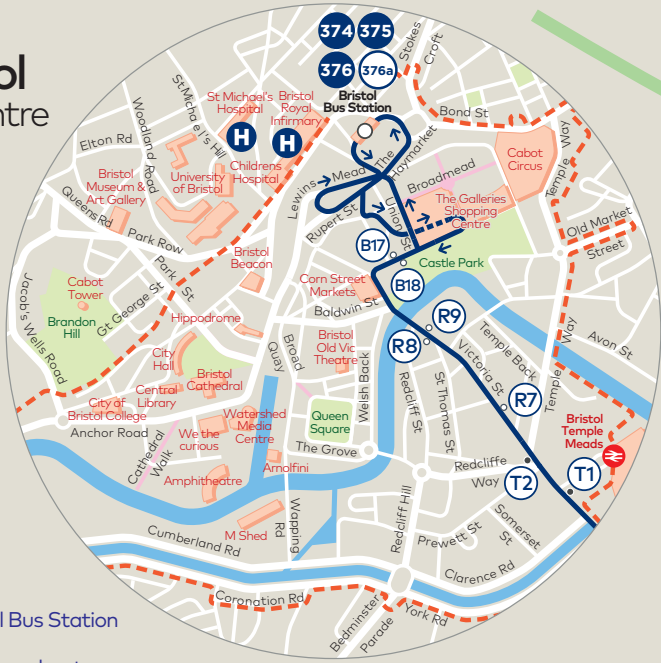 ol
ntre
374 375
376 376a
Bristol
Bus Station
Stokes
Croft
Bond St
St Michael's
Hospital
Bristol
Royal
Infirmary
H
H
Childrens
Hospital
St Michael's Hill
Woodland Road
Elton Rd
University
of Bristol
Bristol
Museum &
Art Gallery
Queens Rd
Park Row
Lewins Mead
The Haymarket
Rupert St
Union St
Broadmead
The Galleries
Shopping
Centre
Cabot
Circus
Temple Way
Old Market
Street
B17
B18
Castle Park
Bristol
Beacon
Park St
Gt. George St
Cabot
Tower
Brandon
Hill
Jacob's Wells Road
Corn Street
Markets
Baldwin St
Hippodrome
City
Hall
Bristol
Cathedral
Central
Library
City of
Bristol College
Anchor Road
Quay
Broad
Bristol
Old Vic
Theatre
Welsh Back
R9
R8
Temple Back
Victoria St
Temple Way
Avon St
R7
Redcliff St
St Thomas St
Queen
Square
The Grove
Cathedral
Walk
We the
curious
Watershed
Media
Centre
Arnolfini
Amphitheatre
Bristol
Temple
Meads
T1
T2
Redcliffe
Way
M Shed
Wapping
Rd
Cumberland Rd
Redcliff Hill
Prewett St
Somerset
St
Clarence Rd
Coronation Rd
Bedminster
Parade
York Rd
l Bus Station